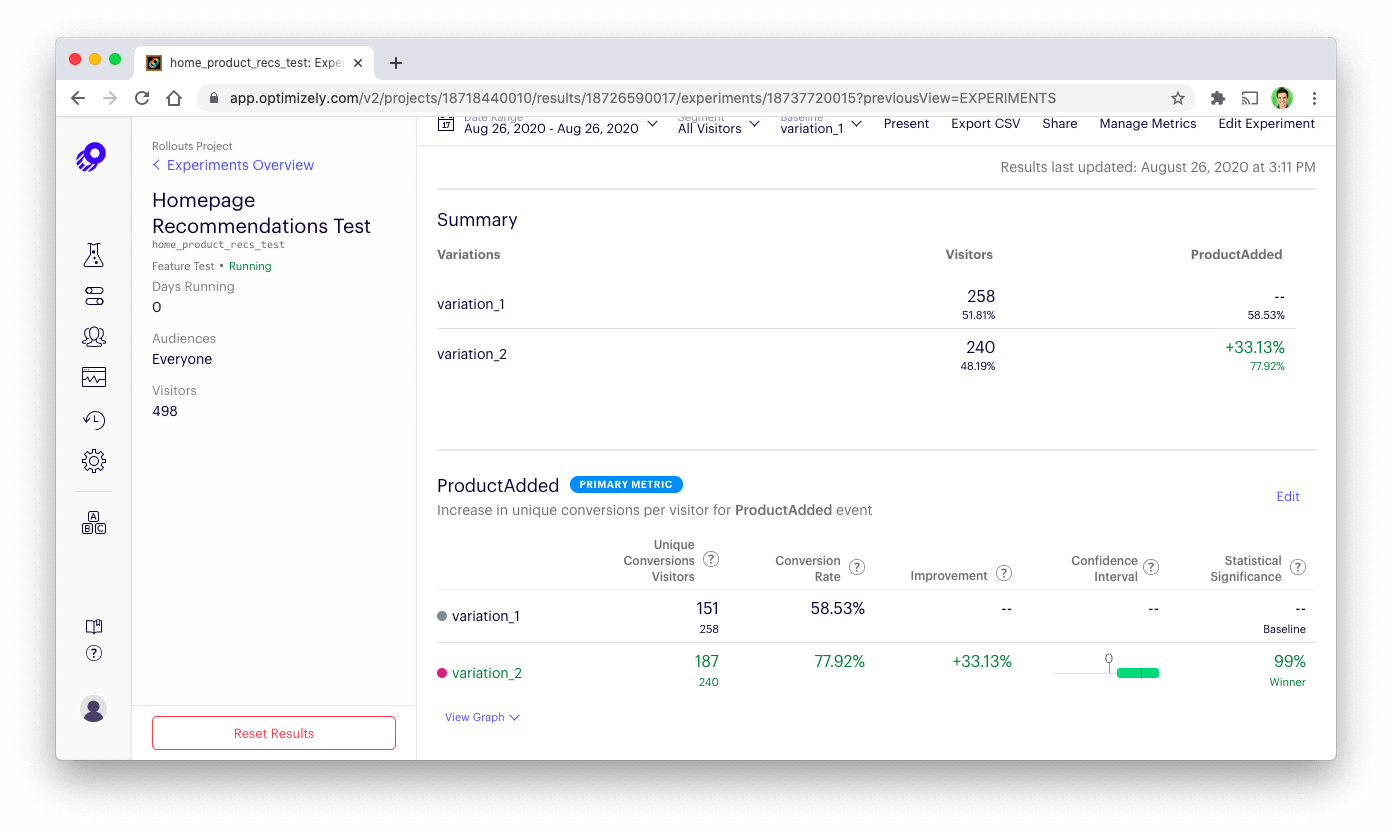 home_product_recs_test: Expe
app.optimizely.com/v2/projects/18718440010/results/18726590017/experiments/18737720015?previousView=EXPERIMENTS
Rollouts Project
Experiments Overview
Homepage
Recommendations Test
home_product_recs_test
Feature Test • Running
Days Running
0
Audiences
Everyone
Visitors
498
Reset Results
A
B C
17
Date Range
Aug 26, 2020 - Aug 26, 2020
Segment
All Visitors
Baseline
variation_1
Present
Export CSV
Share
Manage Metrics
Edit Experiment
Results last updated: August 26, 2020 at 3:11 PM
Summary
Variations Visitors ProductAdded
variation_1 258 --
51.81% 58.53%
variation_2 240 +33.13%
48.19% 77.92%
ProductAdded PRIMARY METRIC
Edit
Increase in unique conversions per visitor for ProductAdded event
Unique
Conversions ?
Visitors
Conversion
Rate ?
Improvement ?
Confidence
Interval ?
Statistical
Significance ?
variation_1 151 58.53% -- -- --
258 Baseline
variation_2 187 77.92% +33.13% 0 99%
240 Winner
View Graph